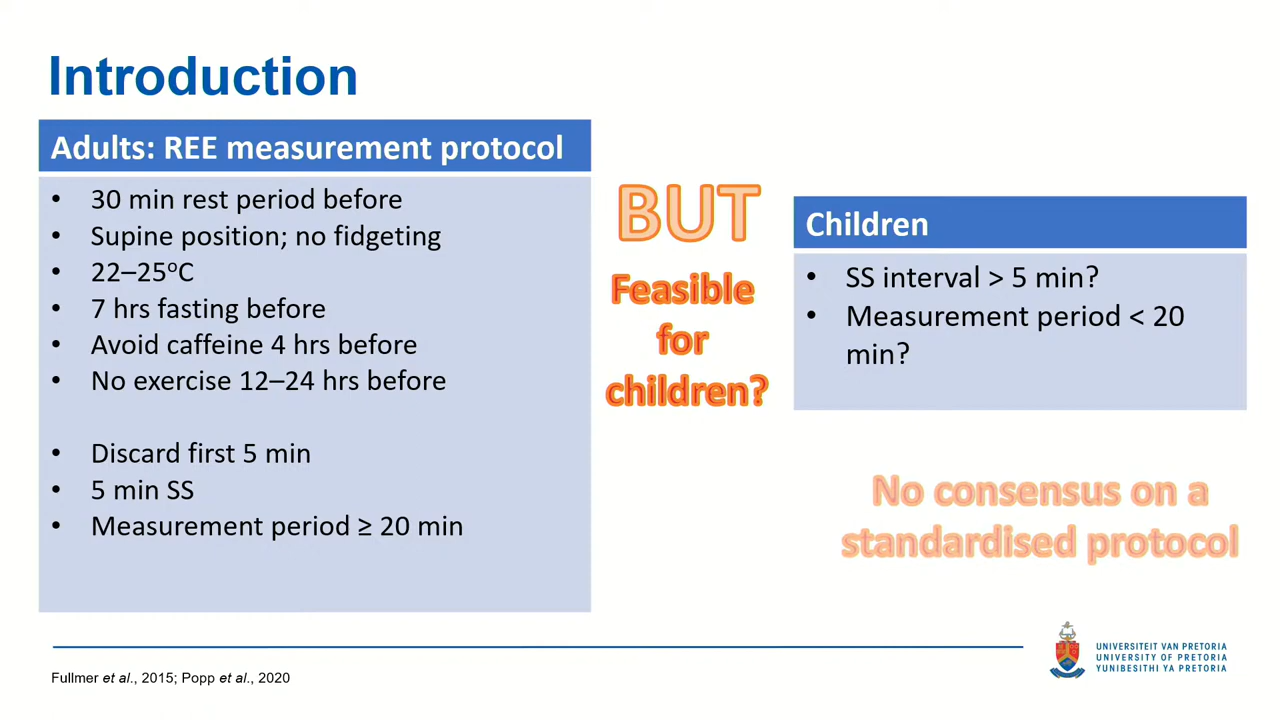 Introduction
Adults: REE measurement protocol
• 30 min rest period before
• Supine position; no fidgeting
• 22–25ºC
• 7 hrs fasting before
• Avoid caffeine 4 hrs before
• No exercise 12–24 hrs before
• Discard first 5 min
• 5 min SS
• Measurement period ≥ 20 min
BUT
Feasible
for
children?
Children
• SS interval > 5 min?
• Measurement period < 20
min?
No consensus on a
standardised protocol
Fullmer et al., 2015; Popp et al., 2020
UNIVERSITEIT VAN PRETORIA
UNIVERSITY OF PRETORIA
YUNIBESITHI YA PRETORIA